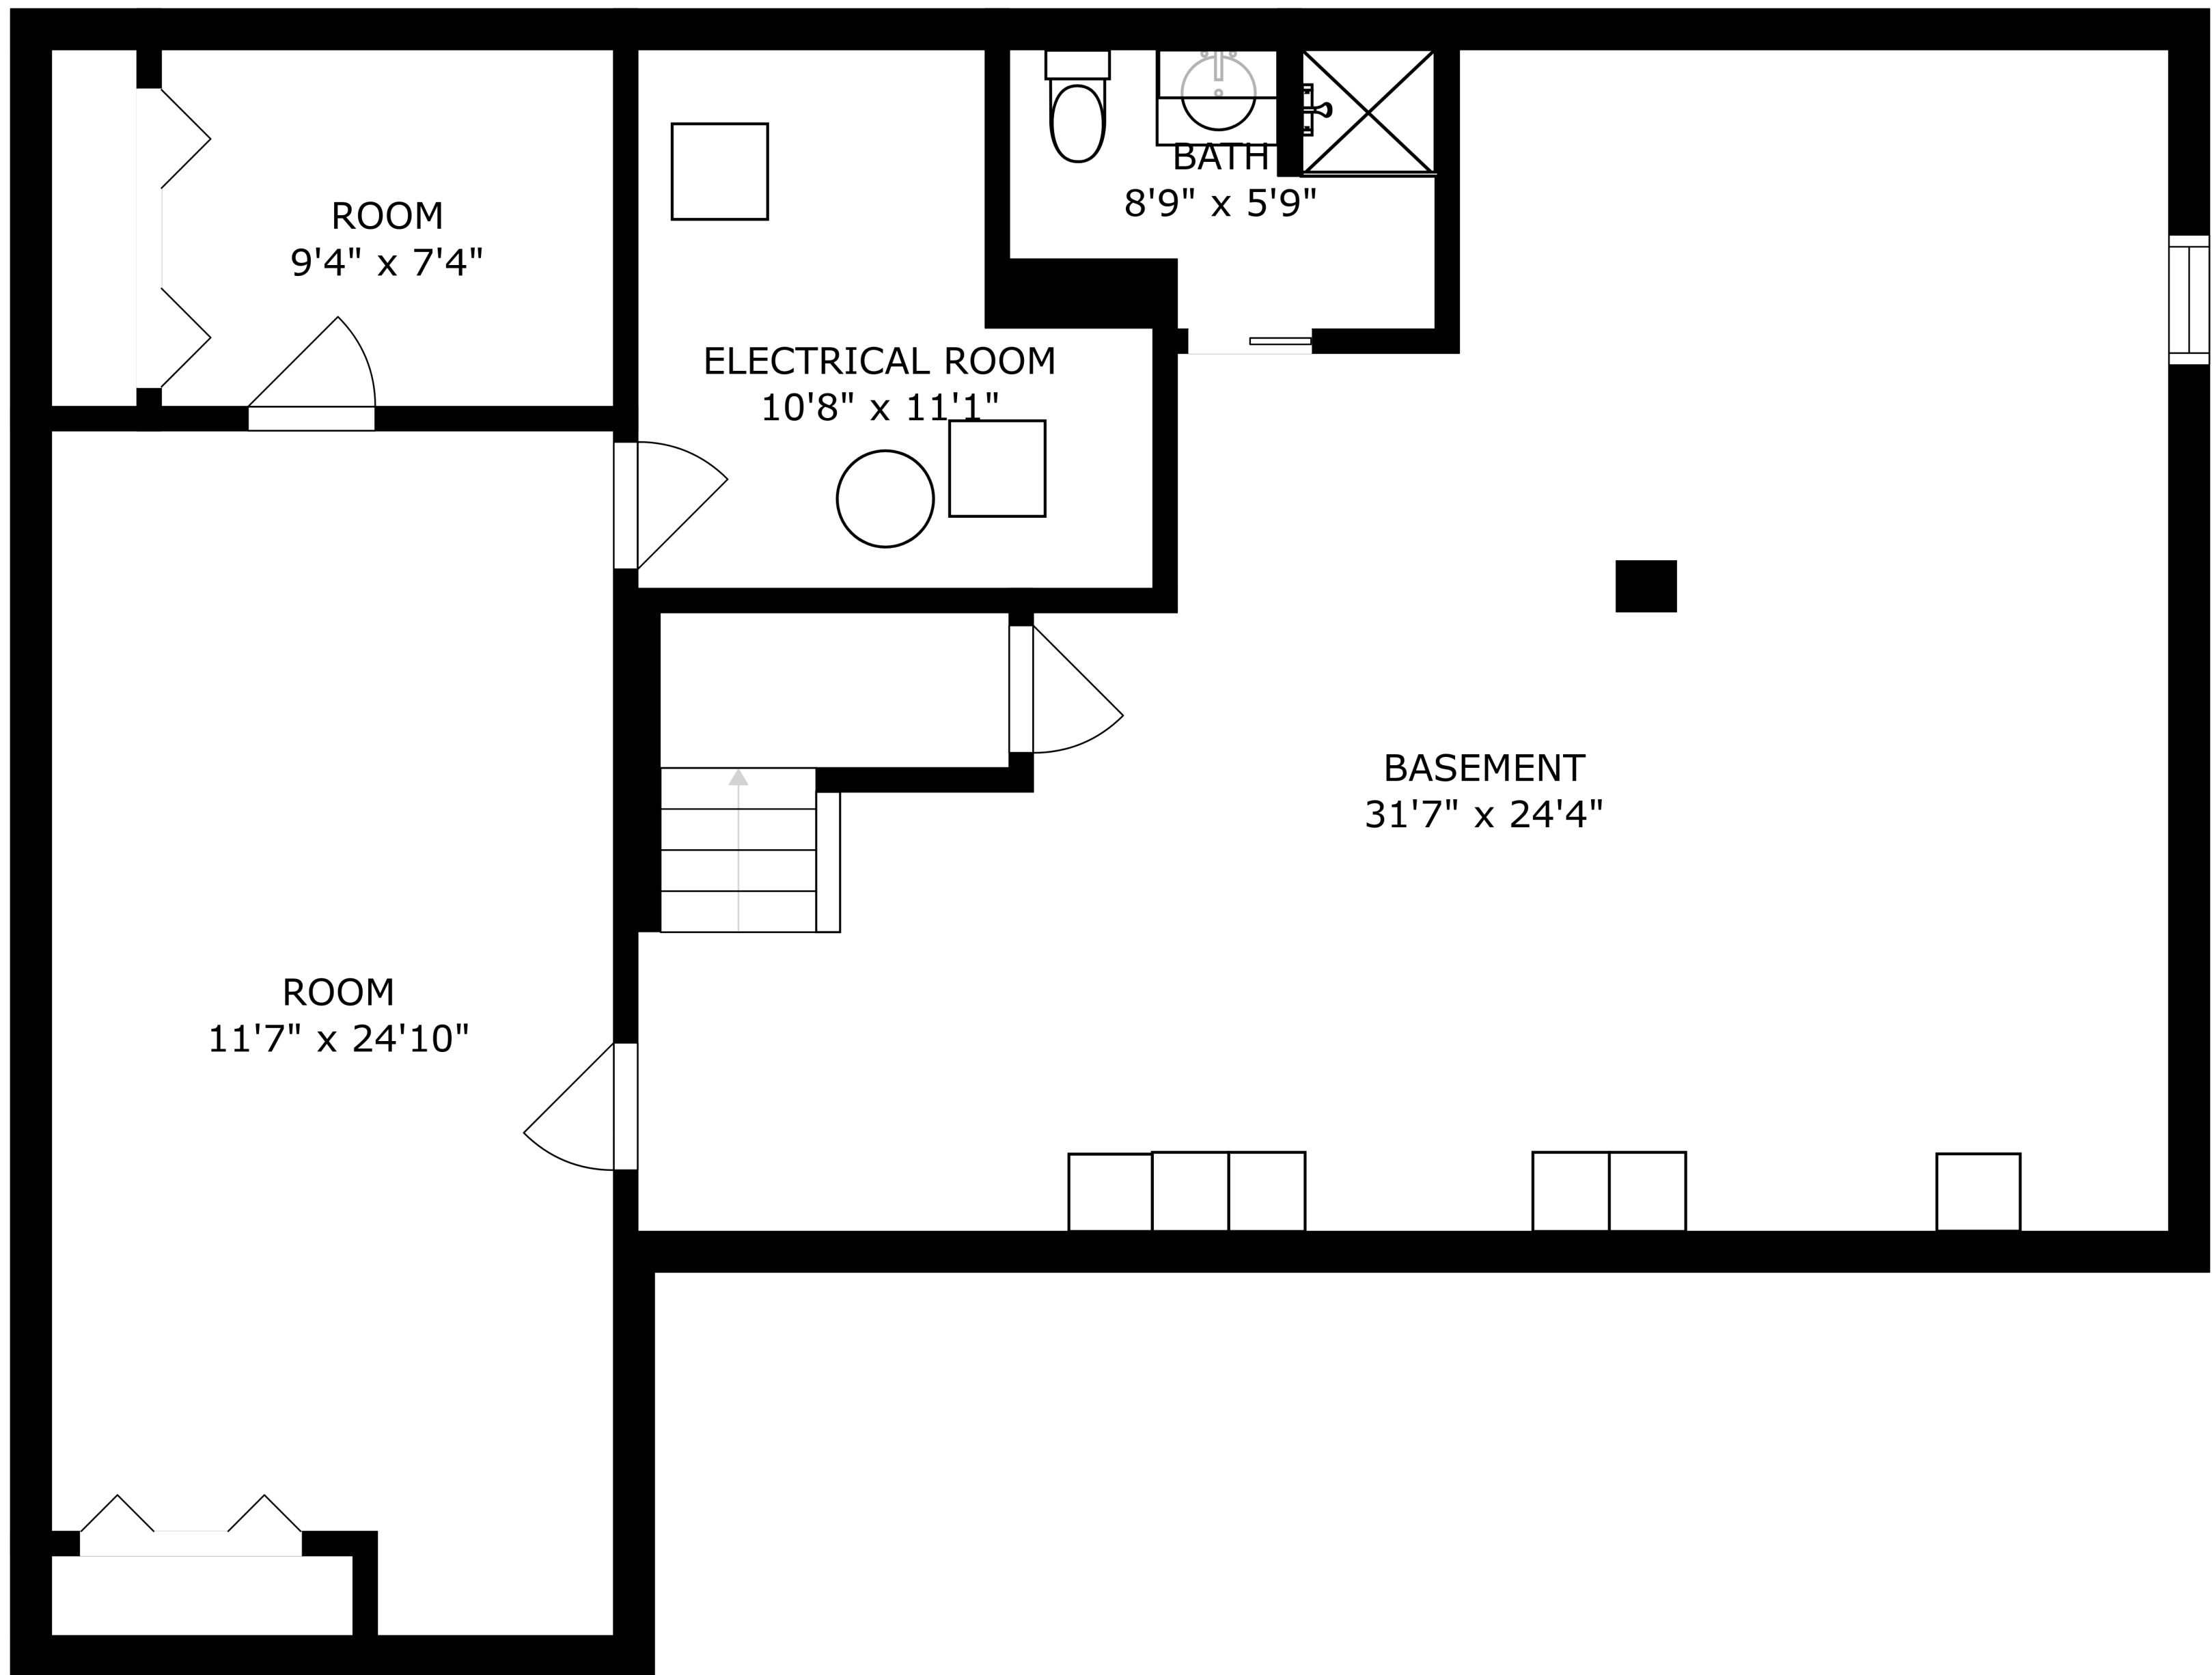 BATH
8'9" x 5'9"
ROOM
9'4" x 7'4"
ELECTRICAL ROOM
10'8" x 11'1"
BASEMENT
31'7" x 24'4"
ROOM
11'7" x 24'10"